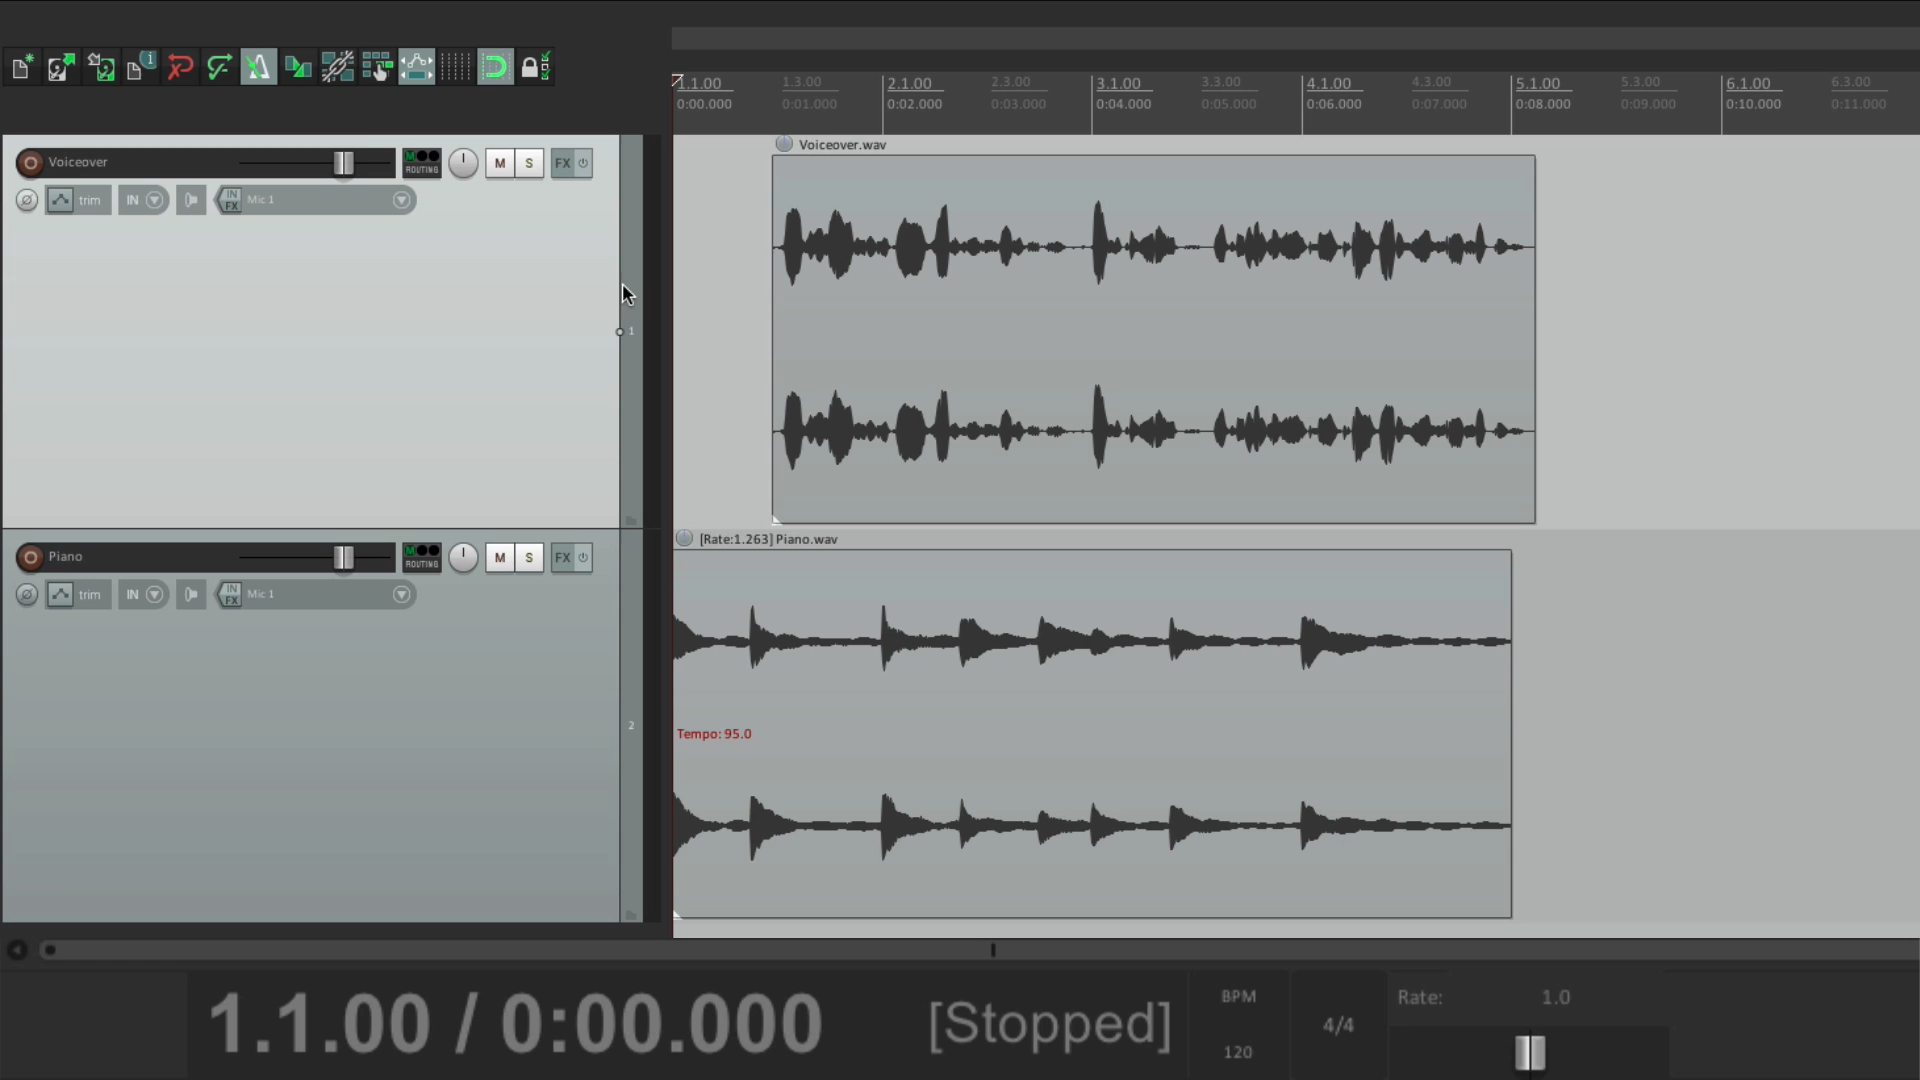 1.1.00 1.3.00 2.1.00 2.3.00 3.1.00 3.3.00 4.1.00 4.3.00 5.1.00 5.3.00 6.1.00 6.3.00
0:00.000 0:01.000 0:02.000 0:03.000 0:04.000 0:05.000 0:06.000 0:07.000 0:08.000 0:09.000 0:10.000 0:11.000
Voiceover.wav
Voiceover M ROUTING M S FX
trim IN IN FX Mic 1
1
[Rate:1.263] Piano.wav
Piano M ROUTING M S FX
trim IN IN FX Mic 1
2
Tempo: 95.0
1.1.00 / 0:00.000 [Stopped]
BPM
120
4/4
Rate: 1.0